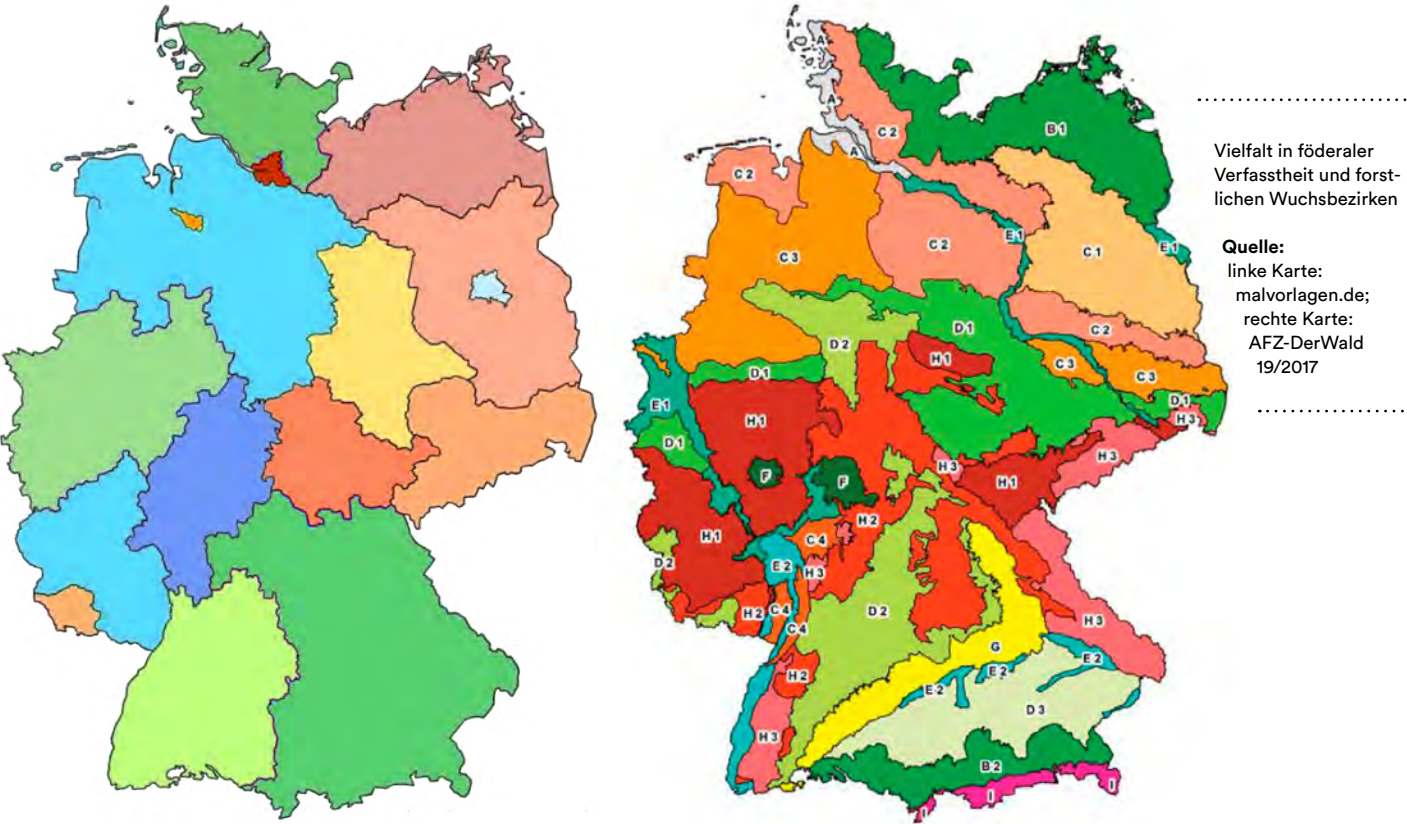 A
A
A
C 2
B 1
A
C 2
E 1
C 2
E 1
C 1
C 3
D 1
C 2
D 2
H 1
C 3
D 1
C 3
E 1
D 1
H 1
H 3
D 1
H 3
F
F
H 3
H 1
H 2
H 1
C 4
D 2
E 2
H 3
H 2
C 4
D 2
C 4
H 3
G
E 2
E 2
H 2
E 2
D 3
H 3
B 2
I
I
I
Vielfalt in föderaler
Verfasstheit und forst-
lichen Wuchsbezirken
Quelle:
linke Karte:
malvorlagen.de;
rechte Karte:
AFZ-DerWald
19/2017